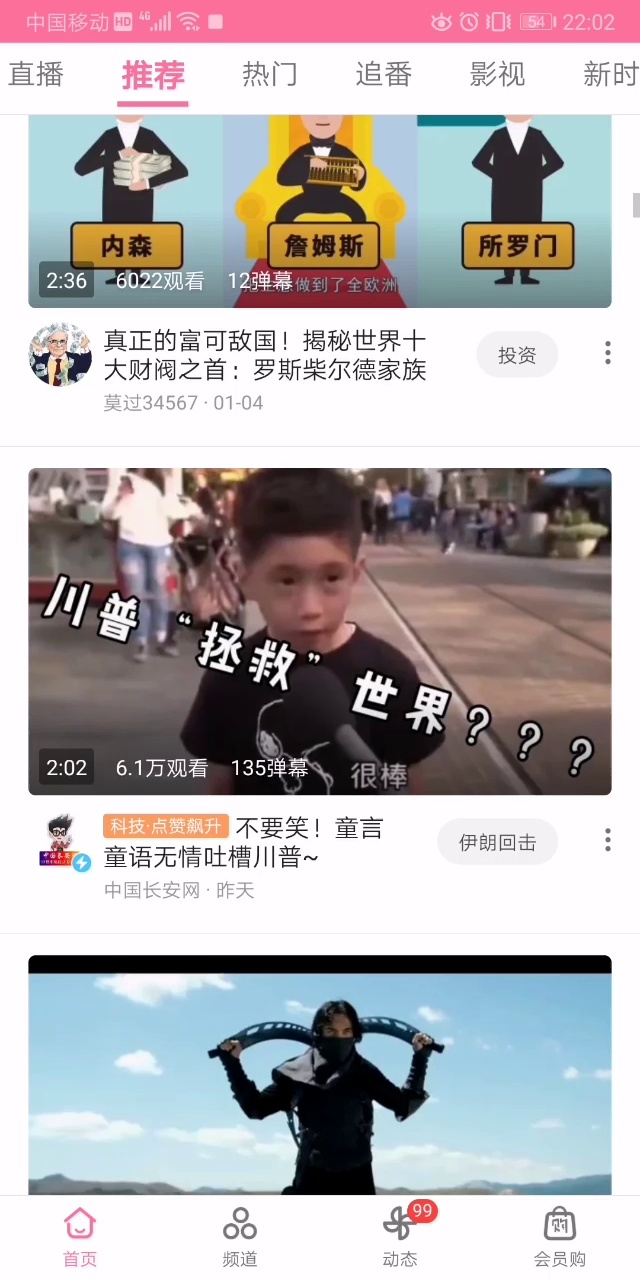 中国移动 HD 4G 54 22:02
直播 推荐 热门 追番 影视 新时
内森 詹姆斯 所罗门
2:36 6022观看 12弹幕
做到了全欧洲
真正的富可敌国！揭秘世界十
大财阀之首：罗斯柴尔德家族
投资
莫过34567 · 01-04
川普“拯救”世界？？？
很棒
2:02 6.1万观看 135弹幕
科技·点赞飙升 不要笑！童言
童语无情吐槽川普~
伊朗回击
中国长安网 · 昨天
99
首页 频道 动态 会员购